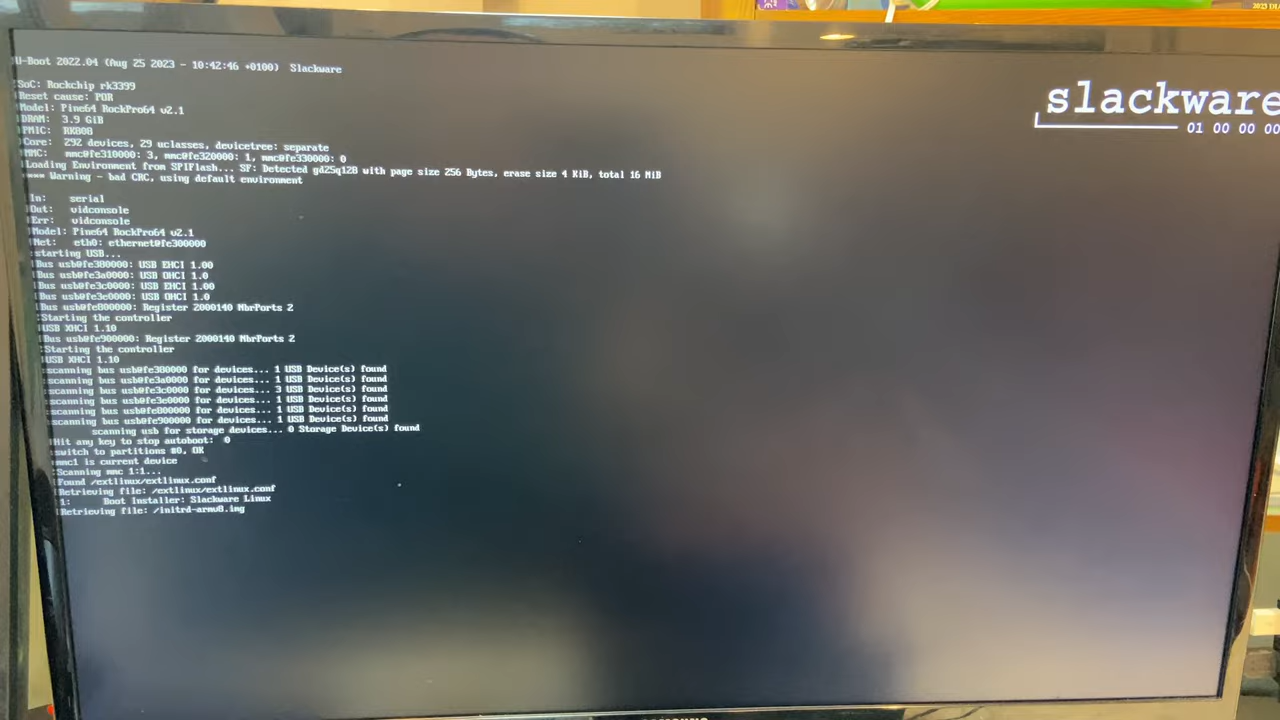 U-Boot 2022.04 (Aug 25 2023 - 10:42:46 +0100) Slackware
SoC: Rockchip rk3399
Reset cause: POR
Model: Pine64 RockPro64 v2.1
DRAM: 3.9 GiB
PMIC: RK808
Core: 292 devices, 29 uclasses, devicetree: separate
MMC: mmc@fe310000: 3, mmc@fe320000: 1, mmc@fe330000: 0
Loading Environment from SPIFlash... SF: Detected gd25q128 with page size 256 Bytes, erase size 4 KiB, total 16 MiB
*** Warning - bad CRC, using default environment
In: serial
Out: vidconsole
Err: vidconsole
Model: Pine64 RockPro64 v2.1
Net: eth0: ethernet@fe300000
starting USB...
Bus usb@fe380000: USB EHCI 1.00
Bus usb@fe3a0000: USB OHCI 1.0
Bus usb@fe3c0000: USB EHCI 1.00
Bus usb@fe3e0000: USB OHCI 1.0
Bus usb@fe800000: Register 2000140 NbrPorts 2
Starting the controller
USB XHCI 1.10
Bus usb@fe900000: Register 2000140 NbrPorts 2
Starting the controller
USB XHCI 1.10
scanning bus usb@fe380000 for devices... 1 USB Device(s) found
scanning bus usb@fe3a0000 for devices... 1 USB Device(s) found
scanning bus usb@fe3c0000 for devices... 3 USB Device(s) found
scanning bus usb@fe3e0000 for devices... 1 USB Device(s) found
scanning bus usb@fe800000 for devices... 1 USB Device(s) found
scanning bus usb@fe900000 for devices... 1 USB Device(s) found
scanning usb for storage devices... 0 Storage Device(s) found
Hit any key to stop autoboot: 0
switch to partitions #0, OK
mmc1 is current device
Scanning mmc 1:1...
Found /extlinux/extlinux.conf
Retrieving file: /extlinux/extlinux.conf
1: Boot Installer: Slackware Linux
Retrieving file: /initrd-armv8.img
slackware
01 00 00 00